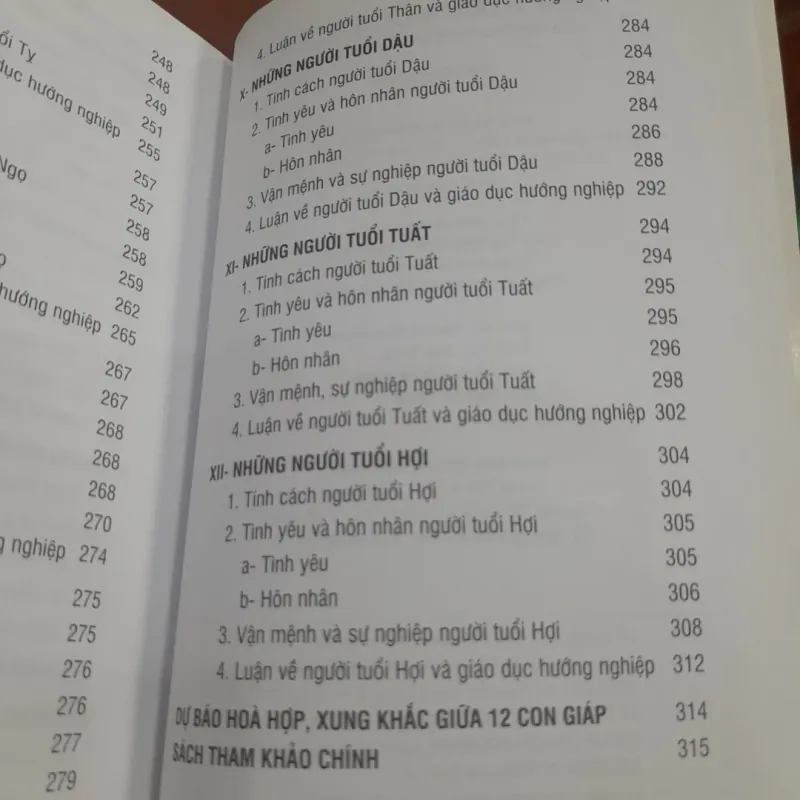 ổi Tỵ 248
248
dục hướng nghiệp 249
251
255
Ngọ 257
257
258
258
259
262
hướng nghiệp 265
267
267
268
268
268
270
nghiệp 274
275
275
276
276
277
279
4. Luận về người tuổi Thân và giáo dục hướng
X- NHỮNG NGƯỜI TUỔI DẬU 284
1. Tính cách người tuổi Dậu 284
2. Tình yêu và hôn nhân người tuổi Dậu 284
a- Tình yêu 284
b- Hôn nhân 286
3. Vận mệnh và sự nghiệp người tuổi Dậu 288
4. Luận về người tuổi Dậu và giáo dục hướng nghiệp 292
XI- NHỮNG NGƯỜI TUỔI TUẤT 294
1. Tính cách người tuổi Tuất 294
2. Tình yêu và hôn nhân người tuổi Tuất 295
a- Tình yêu 295
b- Hôn nhân 296
3. Vận mệnh, sự nghiệp người tuổi Tuất 298
4. Luận về người tuổi Tuất và giáo dục hướng nghiệp 302
XII- NHỮNG NGƯỜI TUỔI HỢI 304
1. Tính cách người tuổi Hợi 304
2. Tình yêu và hôn nhân người tuổi Hợi 305
a- Tình yêu 305
b- Hôn nhân 306
3. Vận mệnh và sự nghiệp người tuổi Hợi 308
4. Luận về người tuổi Hợi và giáo dục hướng nghiệp 312
DỰ BÁO HOÀ HỢP, XUNG KHẮC GIỮA 12 CON GIÁP 314
SÁCH THAM KHẢO CHÍNH 315